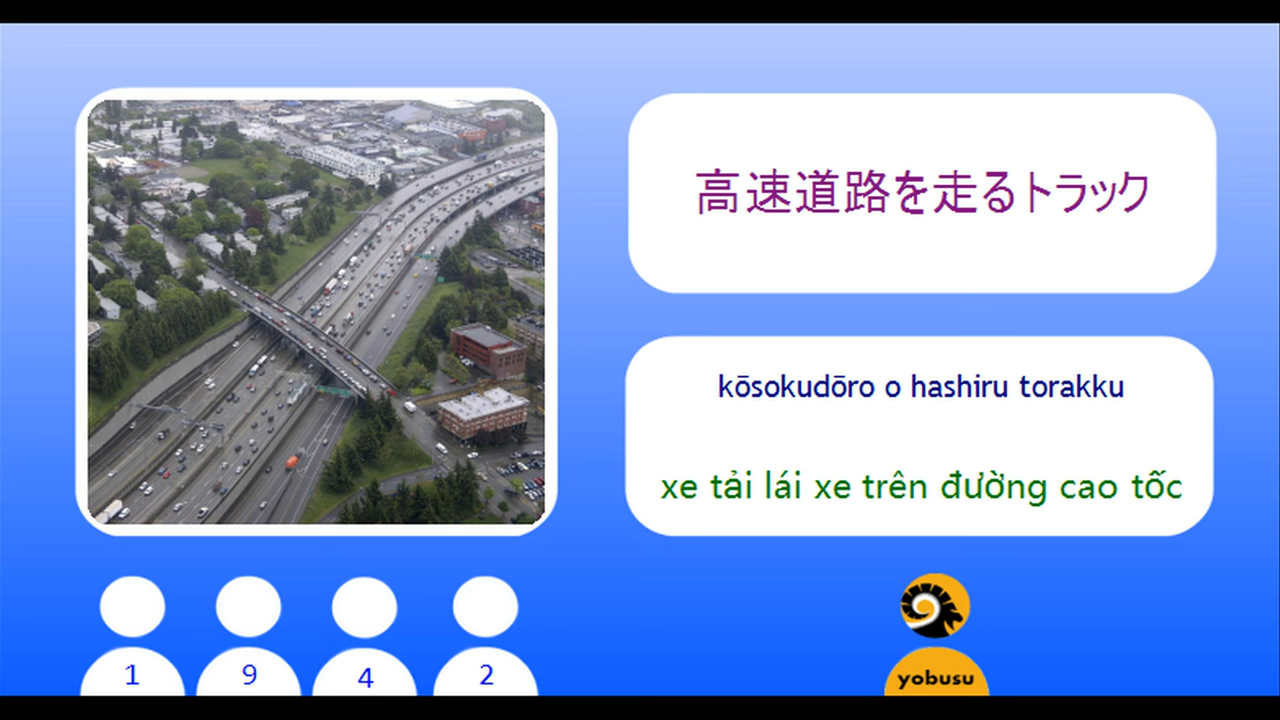 高速道路を走るトラック
kōsokudōro o hashiru torakku
xe tải lái xe trên đường cao tốc
1 9 4 2
yobusu